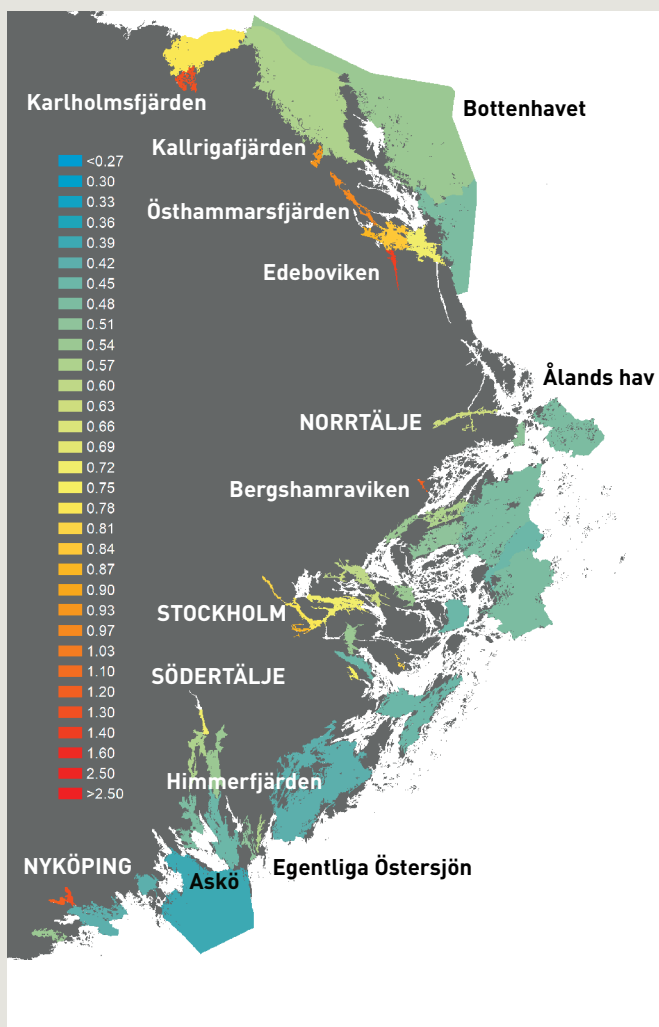 Karlholmsfjärden
Bottenhavet
Kallrigafjärden
Östhammarsfjärden
Edeboviken
Ålands hav
NORRTÄLJE
Bergshamraviken
STOCKHOLM
SÖDERTÄLJE
Himmerfjärden
NYKÖPING
Askö
Egentliga Östersjön
<0.27
0.30
0.33
0.36
0.39
0.42
0.45
0.48
0.51
0.54
0.57
0.60
0.63
0.66
0.69
0.72
0.75
0.78
0.81
0.84
0.87
0.90
0.93
0.97
1.03
1.10
1.20
1.30
1.40
1.60
2.50
>2.50